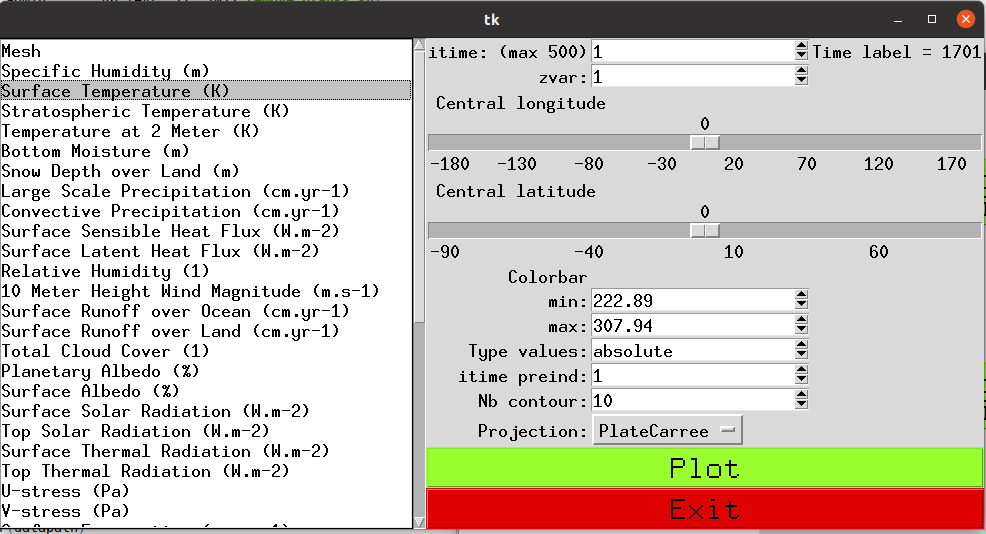 tk
Mesh
Specific Humidity (m)
Surface Temperature (K)
Stratospheric Temperature (K)
Temperature at 2 Meter (K)
Bottom Moisture (m)
Snow Depth over Land (m)
Large Scale Precipitation (cm.yr-1)
Convective Precipitation (cm.yr-1)
Surface Sensible Heat Flux (W.m-2)
Surface Latent Heat Flux (W.m-2)
Relative Humidity (1)
10 Meter Height Wind Magnitude (m.s-1)
Surface Runoff over Ocean (cm.yr-1)
Surface Runoff over Land (cm.yr-1)
Total Cloud Cover (1)
Planetary Albedo (%)
Surface Albedo (%)
Surface Solar Radiation (W.m-2)
Top Solar Radiation (W.m-2)
Surface Thermal Radiation (W.m-2)
Top Thermal Radiation (W.m-2)
U-stress (Pa)
V-stress (Pa)
itime: (max 500) 1 Time label = 1701
zvar: 1
Central longitude
0
-180 -130 -80 -30 20 70 120 170
Central latitude
0
-90 -40 10 60
Colorbar
min: 222.89
max: 307.94
Type values: absolute
itime preind: 1
Nb contour: 10
Projection: PlateCarree
Plot
Exit